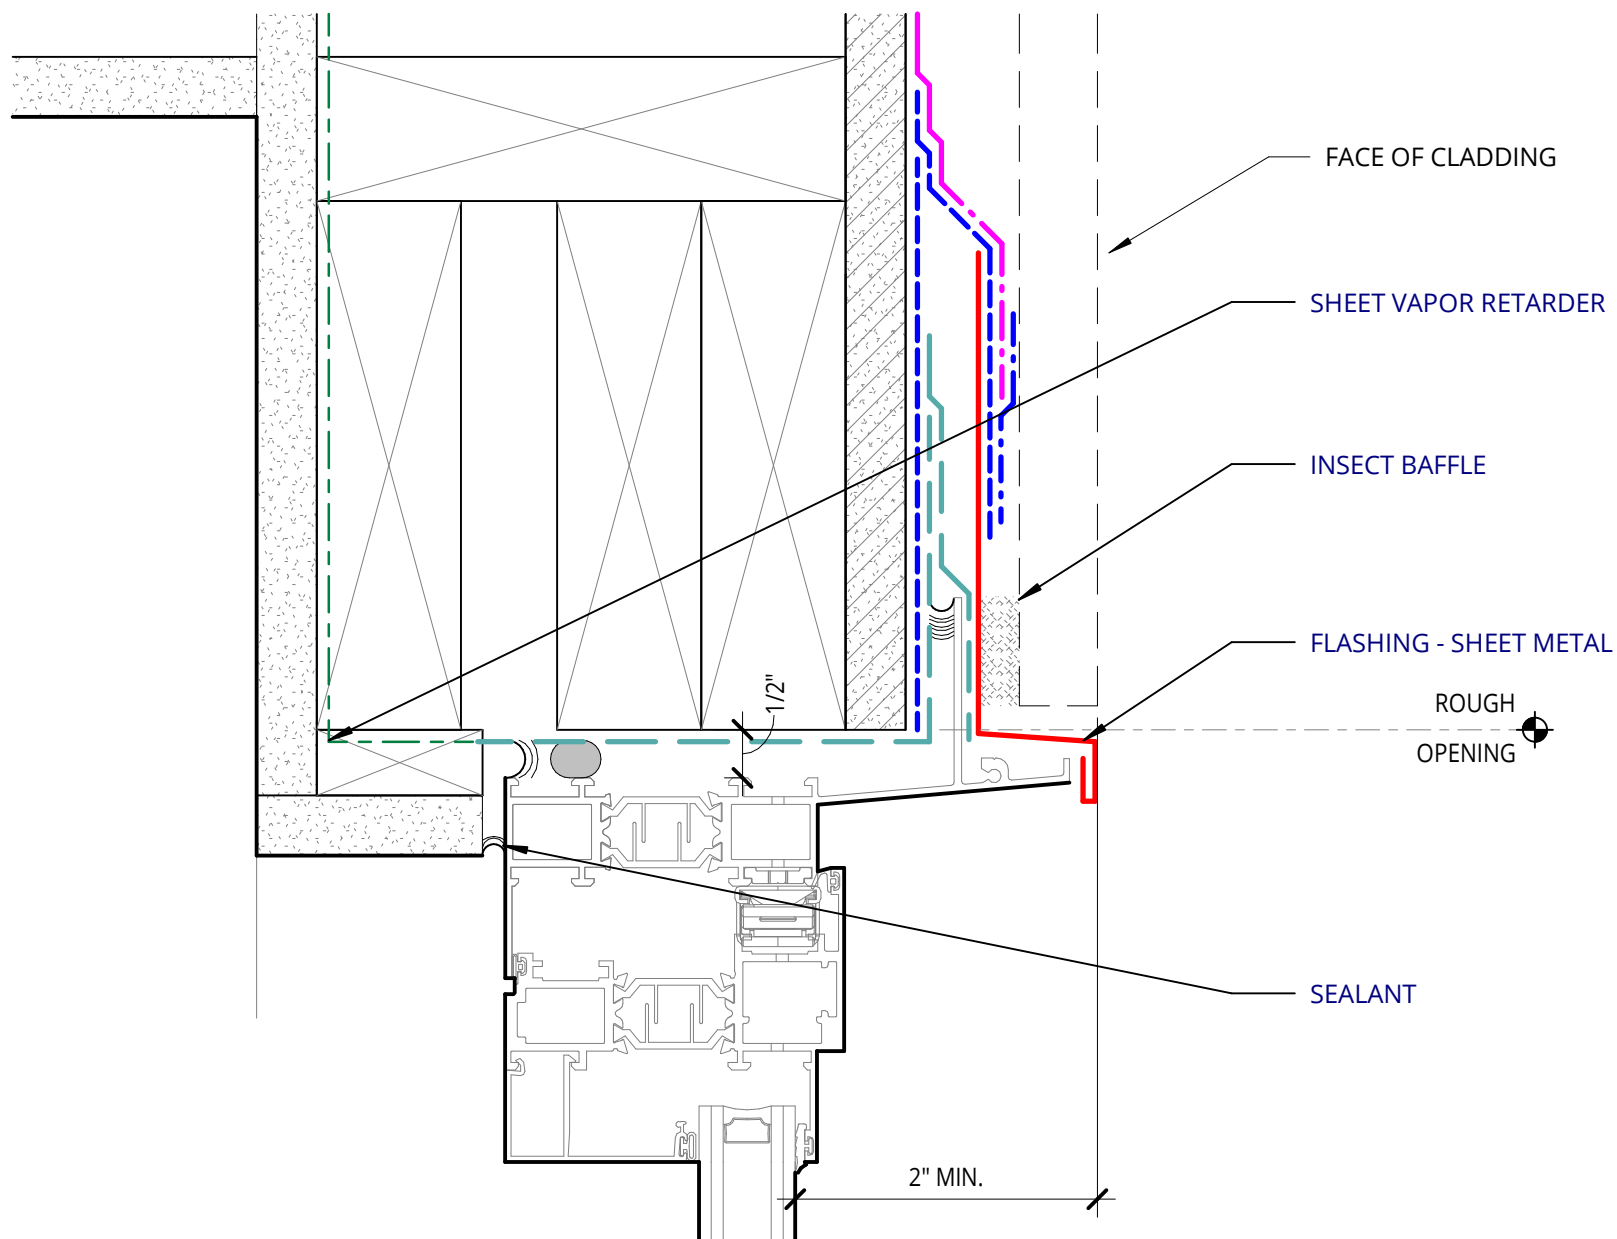 FACE OF CLADDING
SHEET VAPOR RETARDER
INSECT BAFFLE
FLASHING - SHEET METAL
1/2"
ROUGH
OPENING
SEALANT
2" MIN.